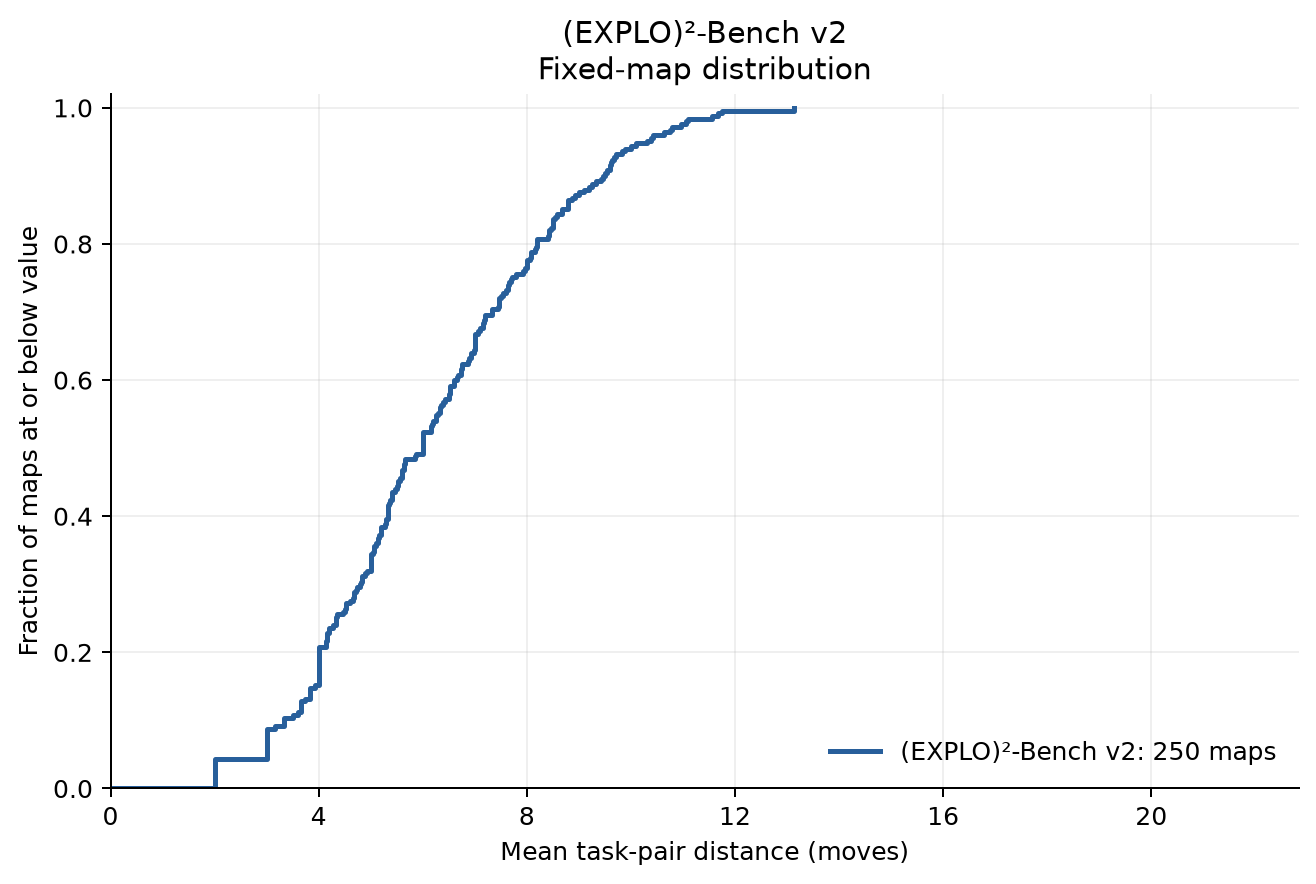 (EXPLO)²-Bench v2
Fixed-map distribution
Fraction of maps at or below value
1.0
0.8
0.6
0.4
0.2
0.0
(EXPLO)²-Bench v2: 250 maps
0 4 8 12 16 20
Mean task-pair distance (moves)